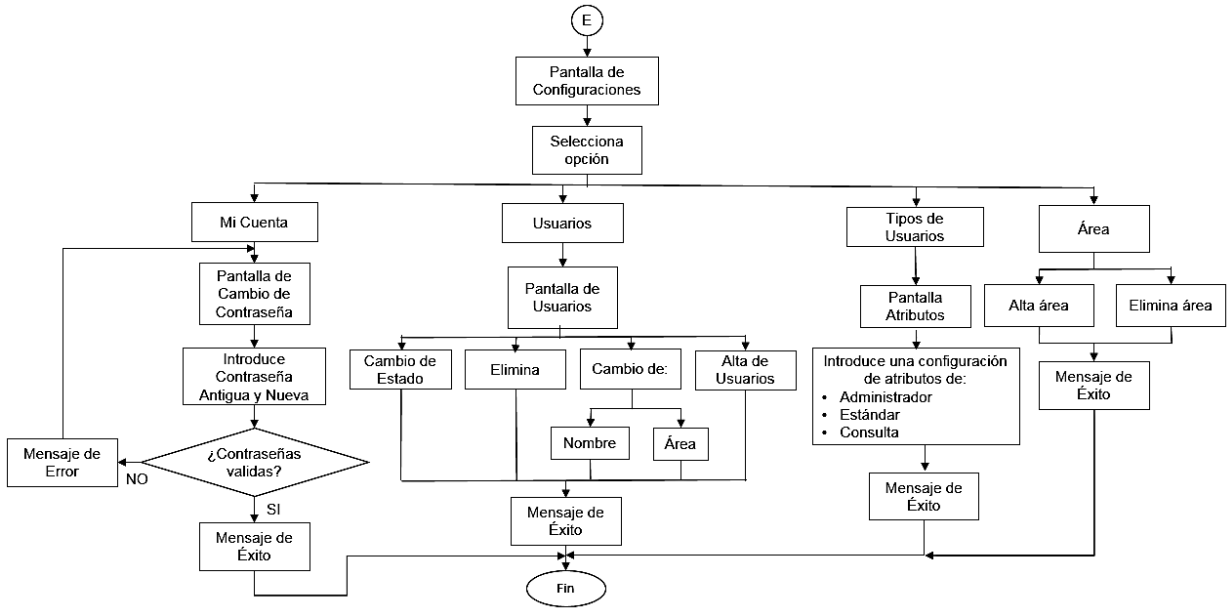 E
Pantalla de
Configuraciones
Selecciona
opción
Mi Cuenta
Usuarios
Tipos de
Usuarios
Área
Pantalla de
Cambio de
Contraseña
Pantalla de
Usuarios
Pantalla
Atributos
Alta área
Elimina área
Introduce
Contraseña
Antigua y Nueva
Cambio de
Estado
Elimina
Cambio de:
Alta de
Usuarios
Introduce una configuración
de atributos de:
• Administrador
• Estándar
• Consulta
Mensaje de
Éxito
Nombre
Área
¿Contraseñas
validas?
Mensaje de
Error
NO
SI
Mensaje de
Éxito
Mensaje de
Éxito
Mensaje de
Éxito
Fin